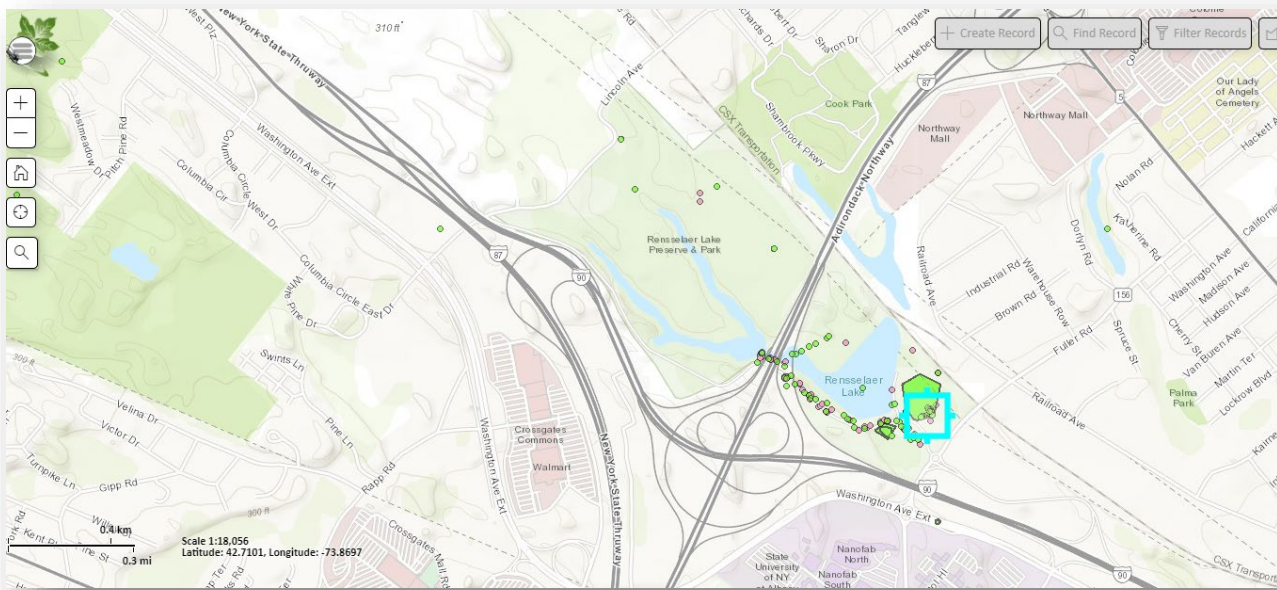 New·York·State·Thruway
310 ft
Lincoln Ave
Sharon Dr
+ Create Record
Find Record
Filter Records
87
5
Our Lady
of Angels
Cemetery
Cook Park
Northway Mall
Northway
Mall
Shambrook Pkwy
CSX Transportation
Adirondack·Northway
Westmeadow Dr
Pitch Pine Rd
Washington Ave Ext
Columbia Cir
Columbia Circle West Dr
Nolan Rd
Katherine Rd
Dorlyn Rd
Rensselaer Lake
Preserve & Park
87
90
Railroad Ave
Industrial Rd
Warehouse Row
Brown Rd
Fuller Rd
156
Washington Ave
Madison Ave
Hudson Ave
Columbia Circle East Dr
White Pine Dr
Spruce St
Cherry St
Van Buren Ave
Martin Ter
Lockrow Blvd
300 ft
Swints Ln
Rensselaer
Lake
Palma
Park
Railroad Ave
Velina Dr
Victor Dr
Pine Ln
Crossgates
Commons
Walmart
Washington Ave Ext
New·York·State·Thruway
Turnpike Ln
Gipp Rd
Rapp Rd
90
Washington Ave Ext
300 ft
Crossgates Mall Rd
0.4 km
0.3 mi
Scale 1:18,056
Latitude: 42.7101, Longitude: -73.8697
State
University
of NY
Nanofab
North
Nanofab
South
90
CSX Transport